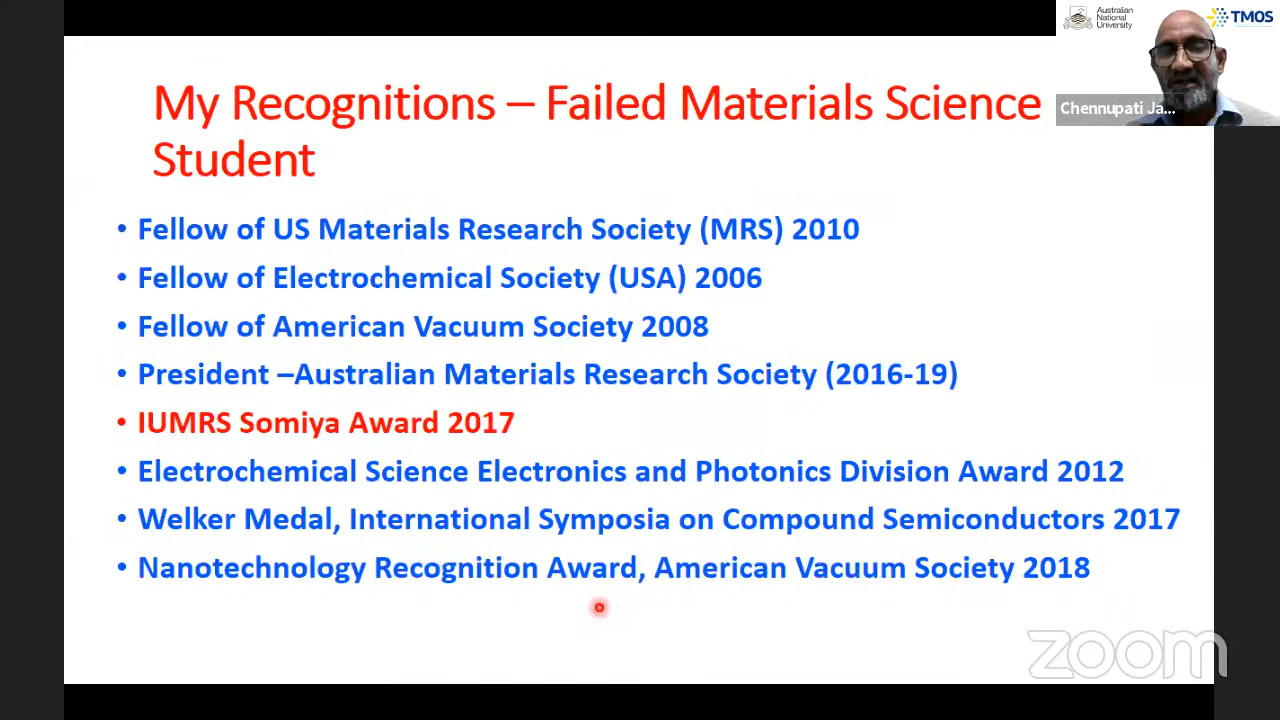 Australian
National
University
TMOS
Chennupati Ja...
My Recognitions – Failed Materials Science
Student
• Fellow of US Materials Research Society (MRS) 2010
• Fellow of Electrochemical Society (USA) 2006
• Fellow of American Vacuum Society 2008
• President –Australian Materials Research Society (2016-19)
• IUMRS Somiya Award 2017
• Electrochemical Science Electronics and Photonics Division Award 2012
• Welker Medal, International Symposia on Compound Semiconductors 2017
• Nanotechnology Recognition Award, American Vacuum Society 2018
zoom